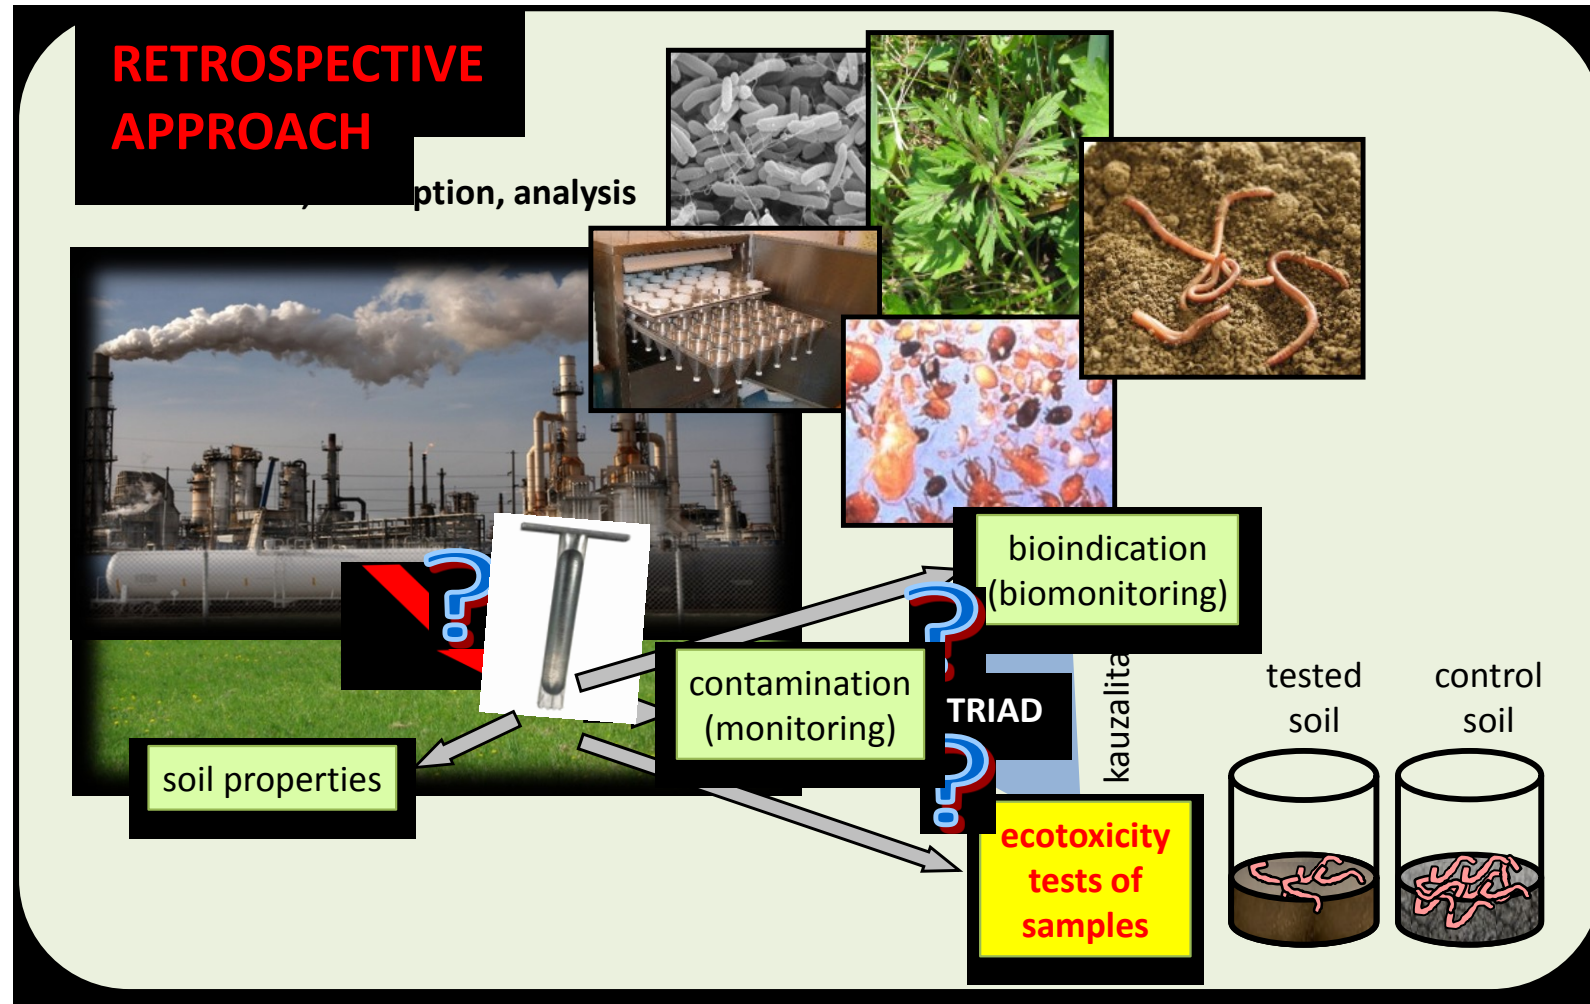 RETROSPECTIVE
APPROACH
ption, analysis
bioindication
(biomonitoring)
contamination
(monitoring)
TRIAD
kauzalita
soil properties
ecotoxicity
tests of
samples
tested
soil
control
soil